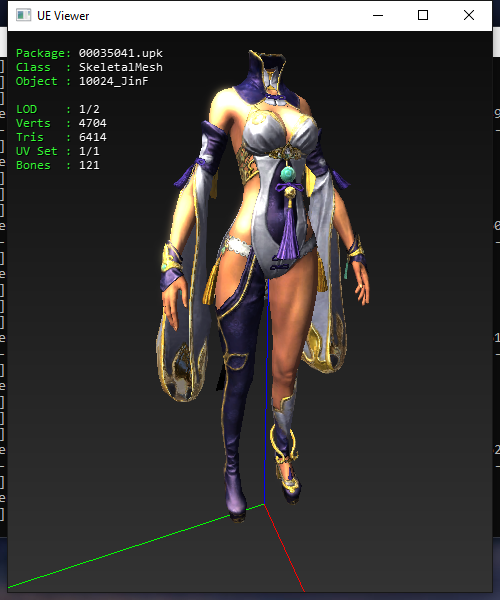 UE Viewer
Package: 00035041.upk
Class  : SkeletalMesh
Object : 10024_JinF
LOD    : 1/2
Verts  : 4704
Tris   : 6414
UV Set : 1/1
Bones  : 121